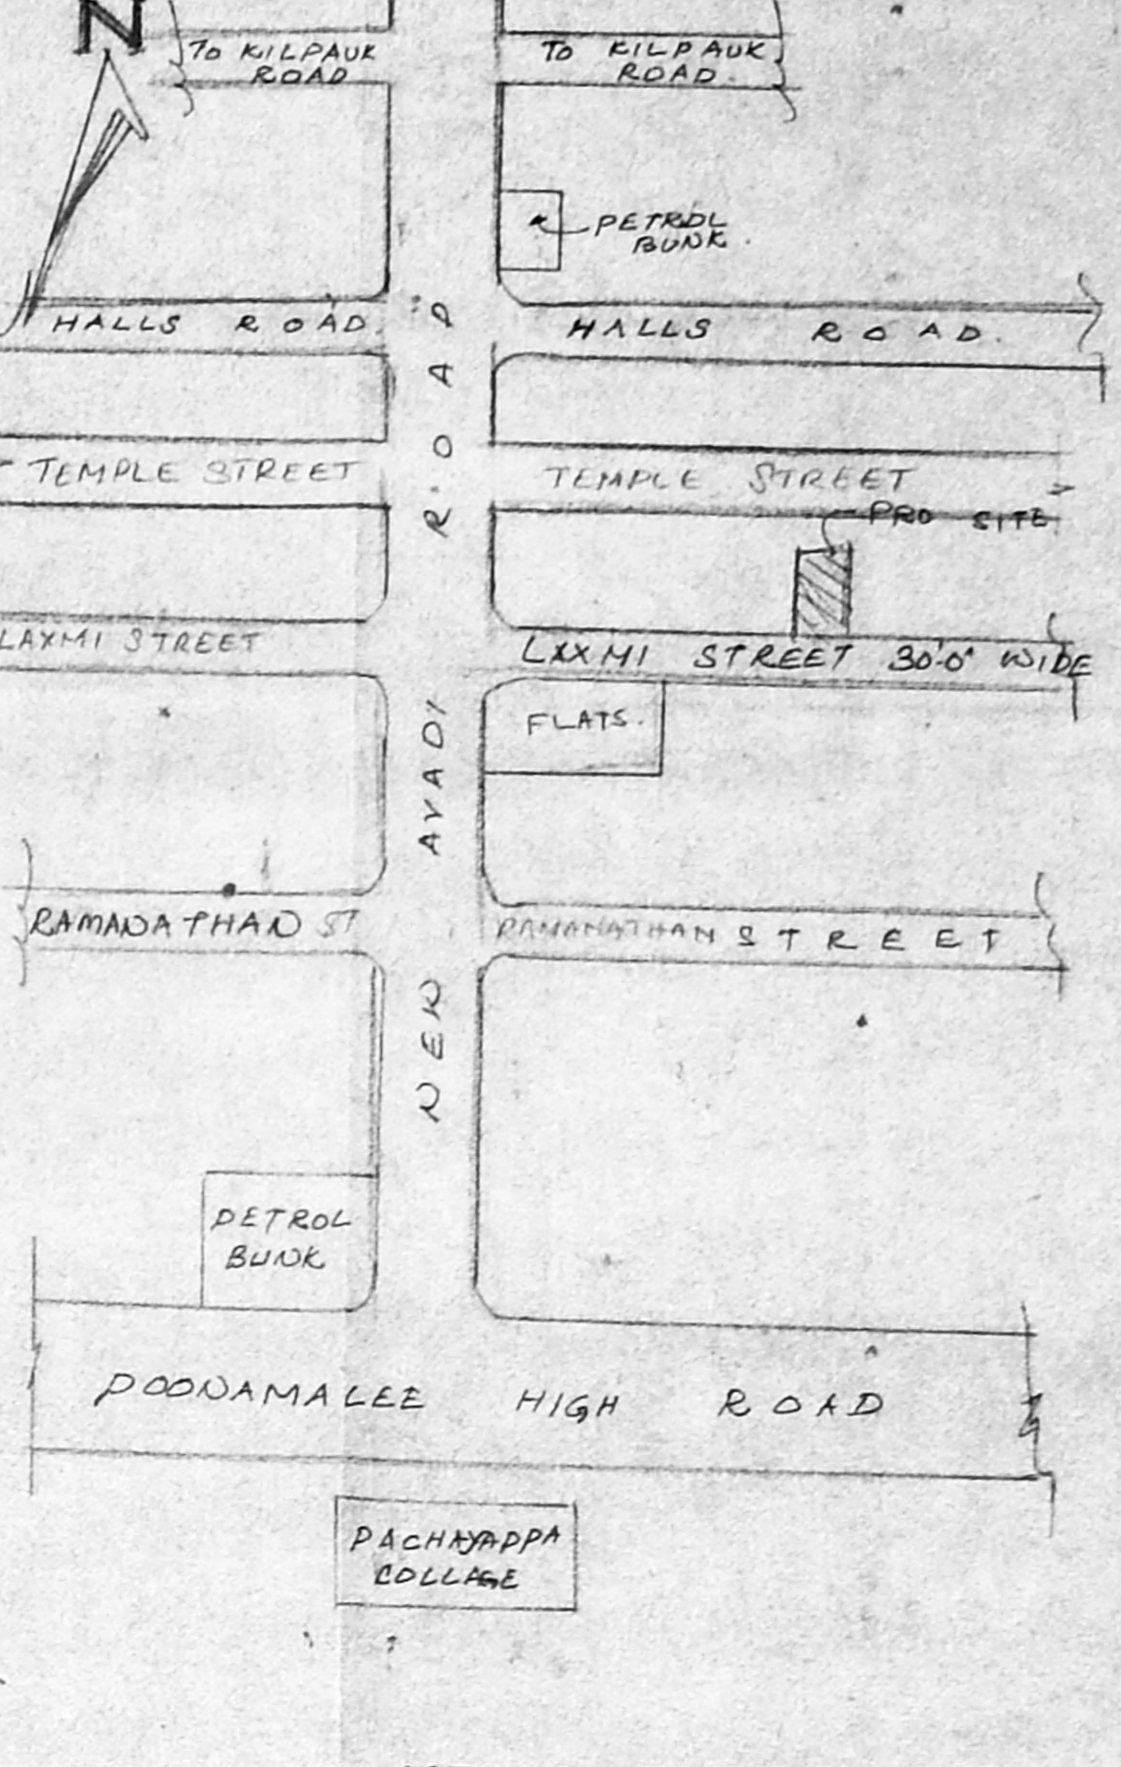 N
To KILPAUK
ROAD
To KILPAUK
ROAD.
PETROL
BUNK.
HALLS ROAD.
HALLS ROAD.
TEMPLE STREET
TEMPLE STREET
PRO SITE
LAXMI STREET
LAXMI STREET 30'-0" WIDE
FLATS.
NEW AVADI ROAD
RAMANATHAN ST
RAMANATHAN STREET
PETROL
BUNK
POONAMALEE HIGH ROAD
PACHAYAPPA
COLLAGE